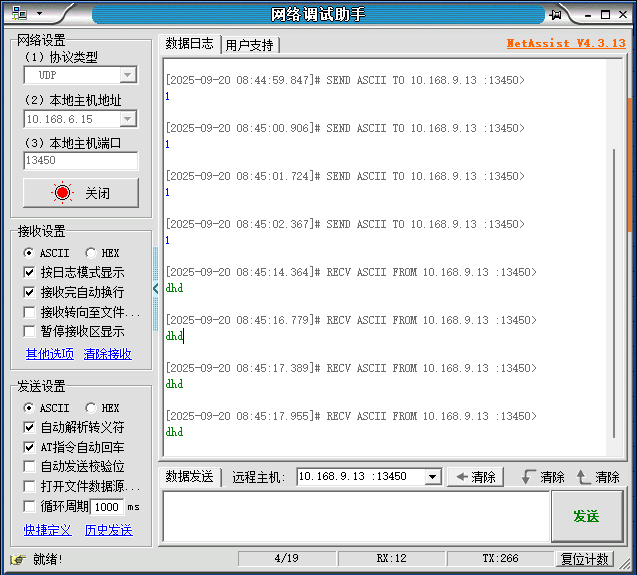 网络调试助手
网络设置
(1) 协议类型
UDP
(2) 本地主机地址
10.168.6.15
(3) 本地主机端口
13450
关闭
接收设置
ASCII HEX
按日志模式显示
接收完自动换行
接收转向至文件...
暂停接收区显示
其他选项 清除接收
发送设置
ASCII HEX
自动解析转义符
AT指令自动回车
自动发送校验位
打开文件数据源...
循环周期 1000 ms
快捷定义 历史发送
数据日志 用户支持
NetAssist V4.3.13
[2025-09-20 08:44:59.847]# SEND ASCII TO 10.168.9.13 :13450>
1
[2025-09-20 08:45:00.906]# SEND ASCII TO 10.168.9.13 :13450>
1
[2025-09-20 08:45:01.724]# SEND ASCII TO 10.168.9.13 :13450>
1
[2025-09-20 08:45:02.367]# SEND ASCII TO 10.168.9.13 :13450>
1
[2025-09-20 08:45:14.364]# RECV ASCII FROM 10.168.9.13 :13450>
dhd
[2025-09-20 08:45:16.779]# RECV ASCII FROM 10.168.9.13 :13450>
dhd
[2025-09-20 08:45:17.389]# RECV ASCII FROM 10.168.9.13 :13450>
dhd
[2025-09-20 08:45:17.955]# RECV ASCII FROM 10.168.9.13 :13450>
dhd
数据发送 远程主机: 10.168.9.13 :13450 清除 清除 清除
发送
就绪! 4/19 RX:12 TX:266 复位计数